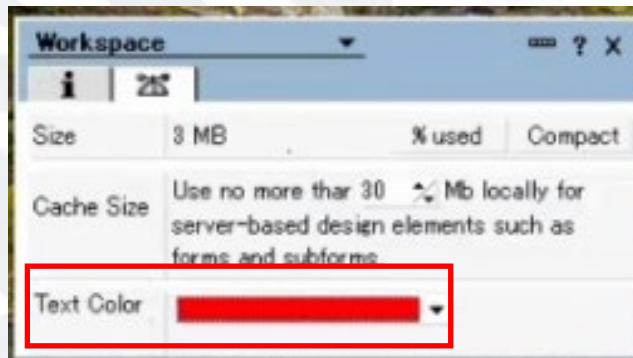 Workspace
? X
i
Size 3 MB % used Compact
Cache Size
Use no more thar 30 Mb locally for
server-based design elements such as
forms and subforms.
Text Color